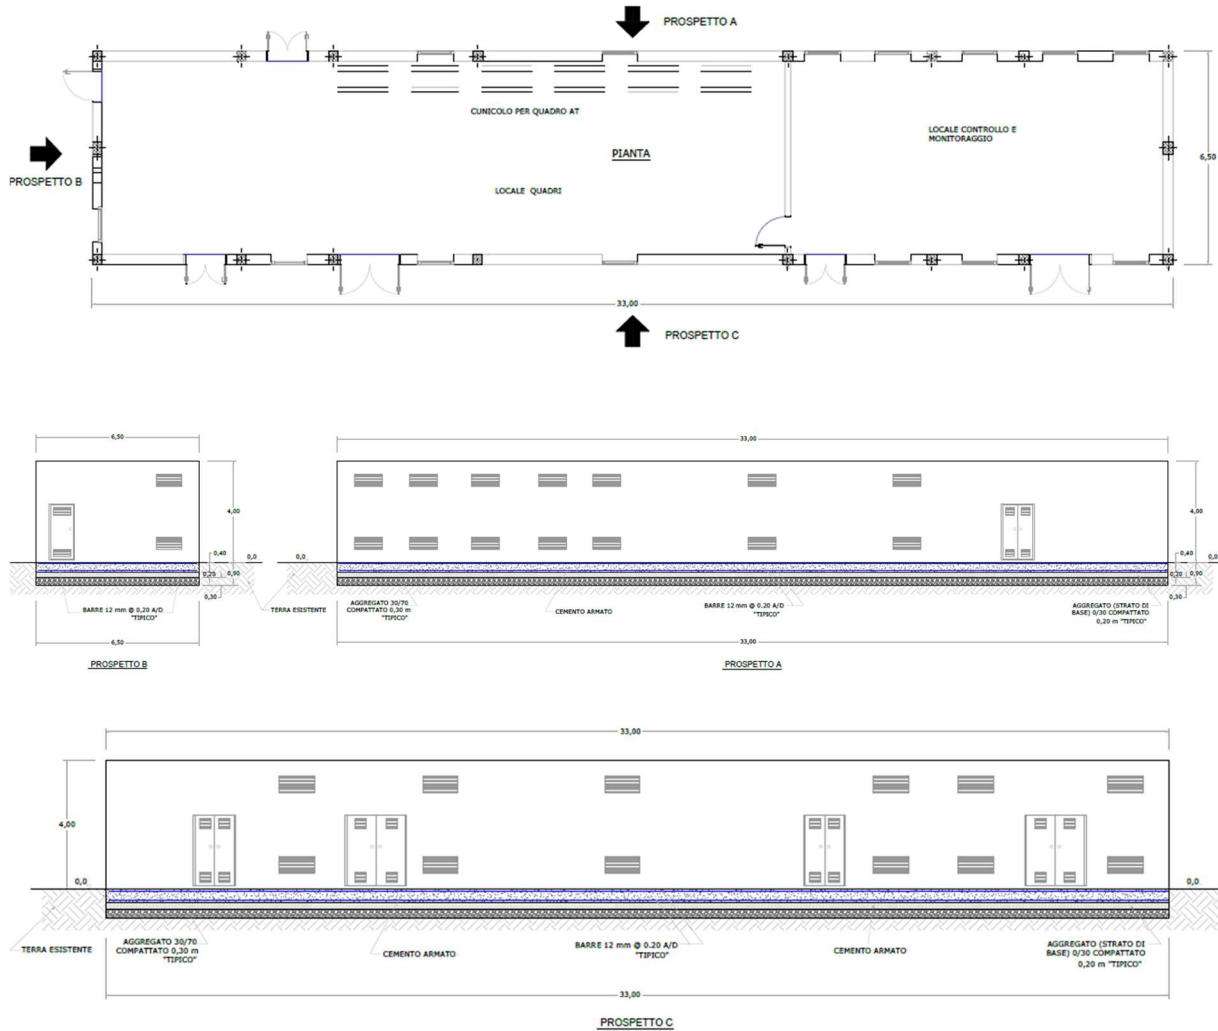 PROSPETTO A
CUNICOLO PER QUADRO AT
LOCALE CONTROLLO E
MONITORAGGIO
PIANTA
6,50
PROSPETTO B
LOCALE QUADRI
33,00
PROSPETTO C
6,50
33,00
4,00
4,00
0,40
0,0
0,0
0,40
0,0
0,20
0,90
0,20
0,90
0,30
0,30
BARRE 12 mm @ 0,20 A/D
"TIPICO"
TERRA ESISTENTE
AGGREGATO 30/70
COMPATTATO 0,30 m
"TIPICO"
CEMENTO ARMATO
BARRE 12 mm @ 0.20 A/D
"TIPICO"
AGGREGATO (STRATO DI
BASE) 0/30 COMPATTATO
0,20 m "TIPICO"
6,50
33,00
PROSPETTO B
PROSPETTO A
33,00
4,00
0,0
0,0
TERRA ESISTENTE
AGGREGATO 30/70
COMPATTATO 0,30 m
"TIPICO"
CEMENTO ARMATO
BARRE 12 mm @ 0.20 A/D
"TIPICO"
CEMENTO ARMATO
AGGREGATO (STRATO DI
BASE) 0/30 COMPATTATO
0,20 m "TIPICO"
33,00
PROSPETTO C